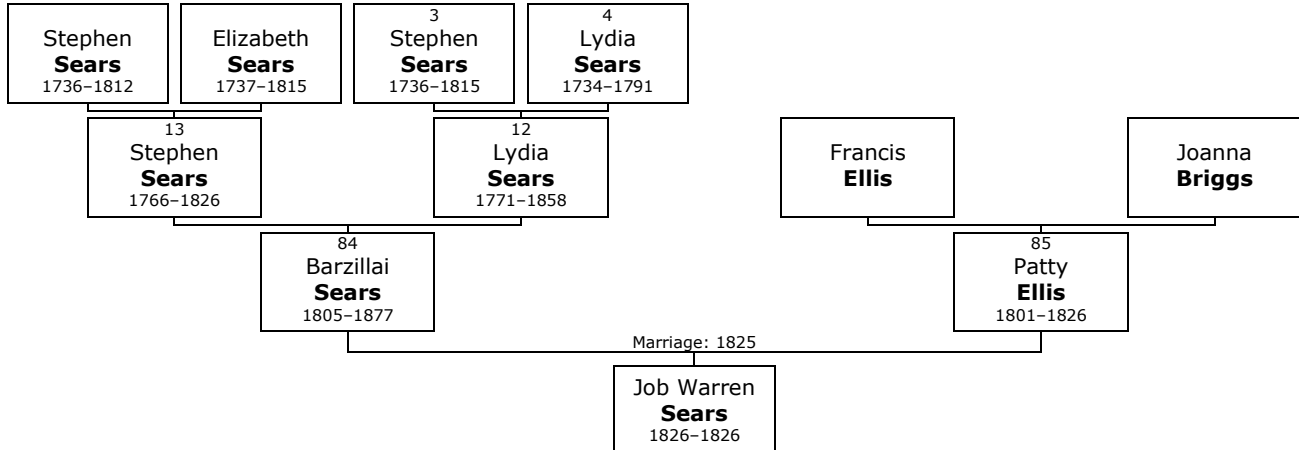 Stephen
Sears
1736–1812
Elizabeth
Sears
1737–1815
3
Stephen
Sears
1736–1815
4
Lydia
Sears
1734–1791
13
Stephen
Sears
1766–1826
12
Lydia
Sears
1771–1858
Francis
Ellis
Joanna
Briggs
84
Barzillai
Sears
1805–1877
85
Patty
Ellis
1801–1826
Marriage: 1825
Job Warren
Sears
1826–1826